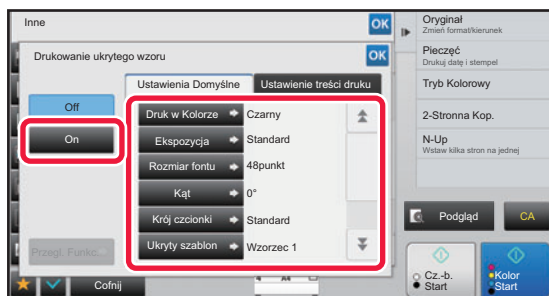 Inne
OK
Drukowanie ukrytego wzoru
OK
Off
On
Przegl. Funkc.
Ustawienia Domyślne
Ustawienie treści druku
Druk w Kolorze
Czarny
Ekspozycja
Standard
Rozmiar fontu
48punkt
Kąt
0°
Krój czcionki
Standard
Ukryty szablon
Wzorzec 1
Cofnij
A4
Oryginał
Zmień format/kierunek
Pieczęć
Drukuj datę i stempel
Tryb Kolorowy
2-Stronna Kop.
N-Up
Wstaw kilka stron na jednej
Podgląd
CA
Cz.-b.
Start
Kolor
Start